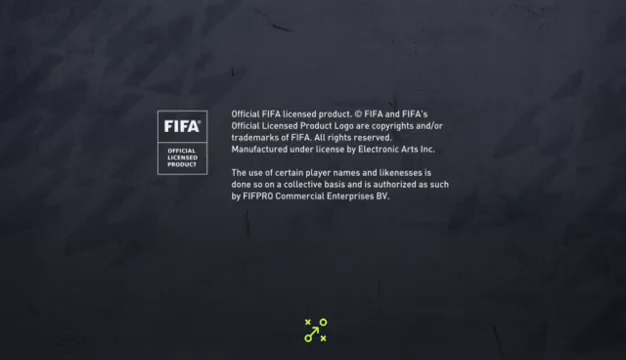 FIFA®
OFFICIAL
LICENSED
PRODUCT
Official FIFA licensed product. © FIFA and FIFA's
Official Licensed Product Logo are copyrights and/or
trademarks of FIFA. All rights reserved.
Manufactured under license by Electronic Arts Inc.
The use of certain player names and likenesses is
done so on a collective basis and is authorized as such
by FIFPRO Commercial Enterprises BV.